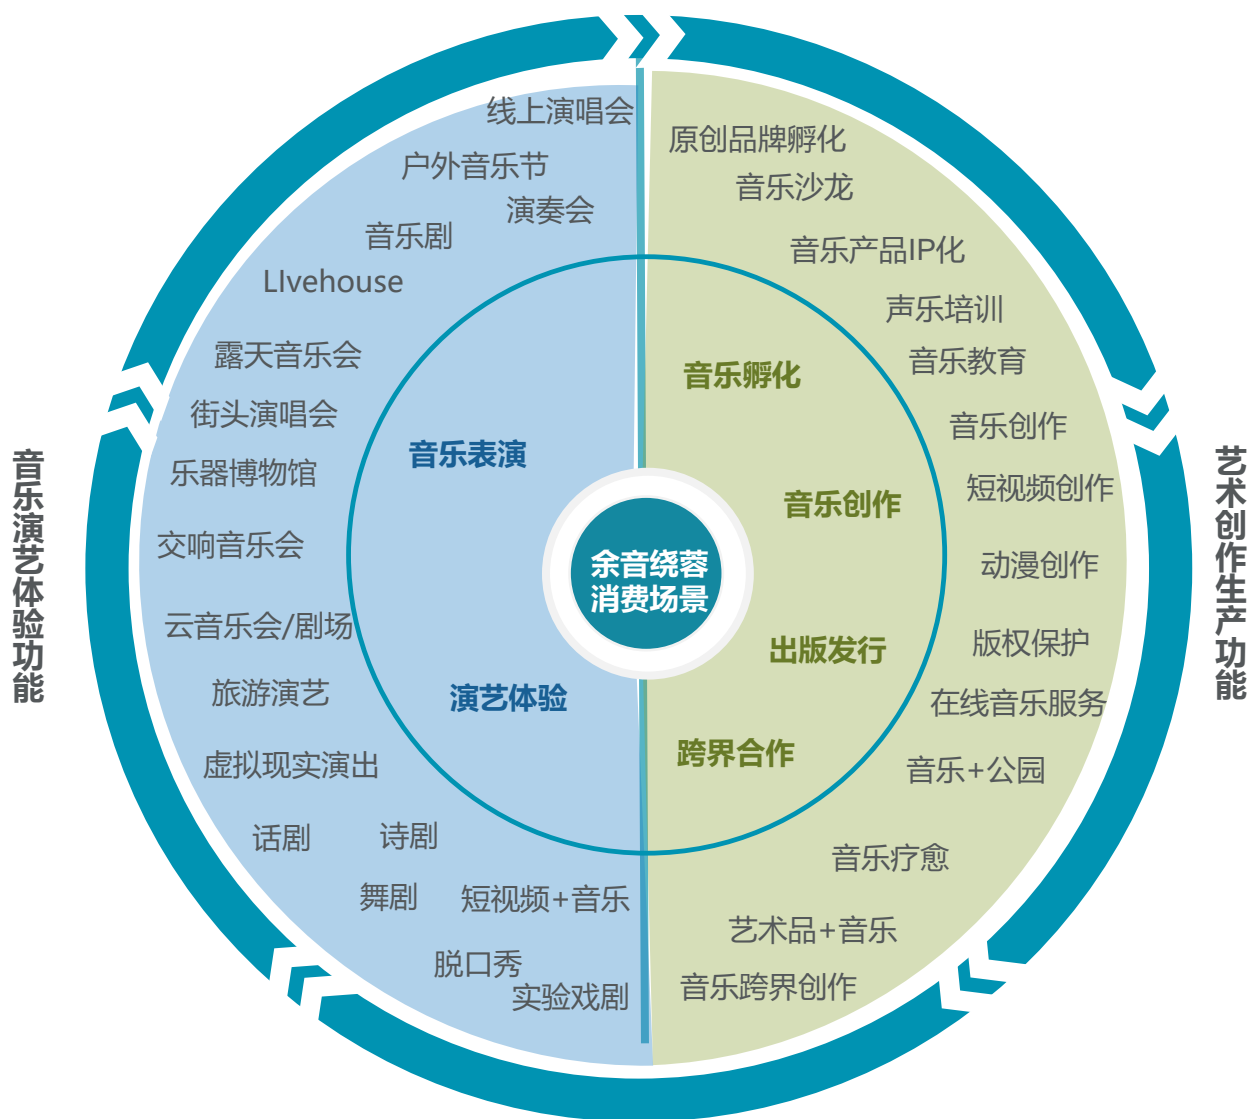 音乐演艺体验功能
线上演唱会
户外音乐节
演奏会
音乐剧
LIvehouse
露天音乐会
街头演唱会
乐器博物馆
交响音乐会
云音乐会/剧场
旅游演艺
虚拟现实演出
话剧
诗剧
舞剧
短视频+音乐
脱口秀
实验戏剧
音乐表演
演艺体验
余音绕蓉
消费场景
音乐孵化
音乐创作
出版发行
跨界合作
原创品牌孵化
音乐沙龙
音乐产品IP化
声乐培训
音乐教育
音乐创作
短视频创作
动漫创作
版权保护
在线音乐服务
音乐+公园
音乐疗愈
艺术品+音乐
音乐跨界创作
艺术创作生产功能